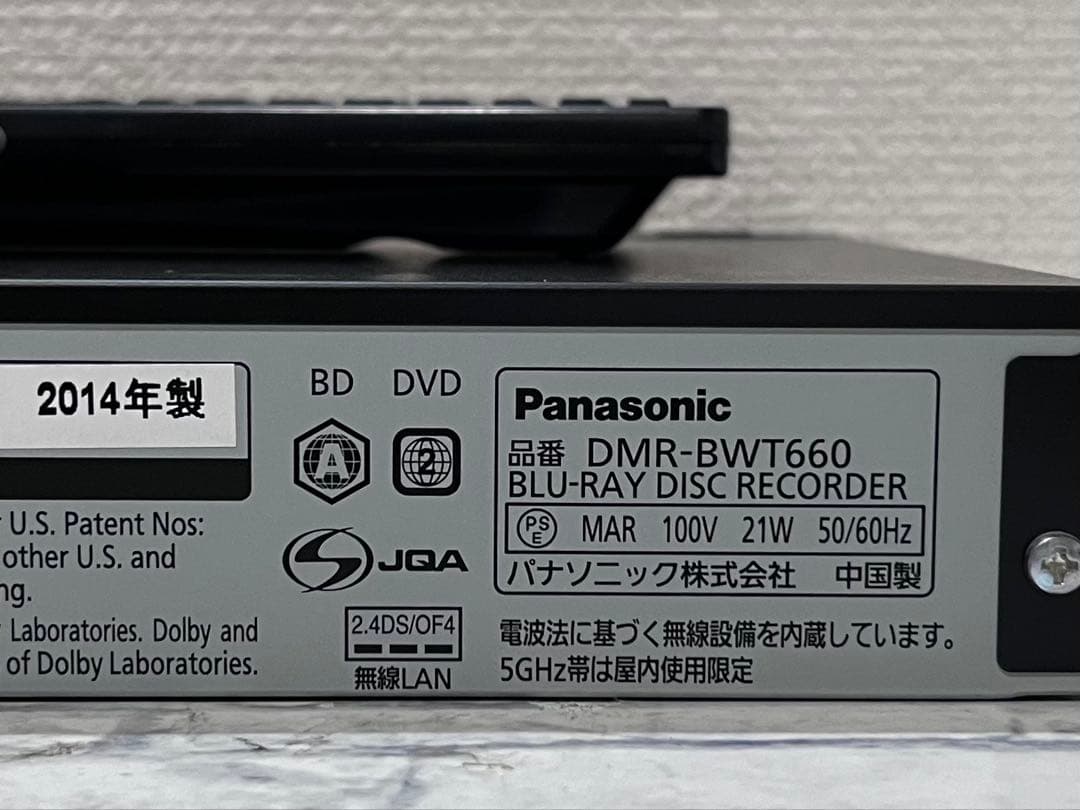 2014年製
BD DVD
A 2
r U.S. Patent Nos:
other U.S. and
ng.
JQA
Laboratories. Dolby and
of Dolby Laboratories.
2.4DS/OF4
無線LAN
Panasonic
品番 DMR-BWT660
BLU-RAY DISC RECORDER
PS E MAR 100V 21W 50/60Hz
パナソニック株式会社 中国製
電波法に基づく無線設備を内蔵しています。
5GHz帯は屋内使用限定